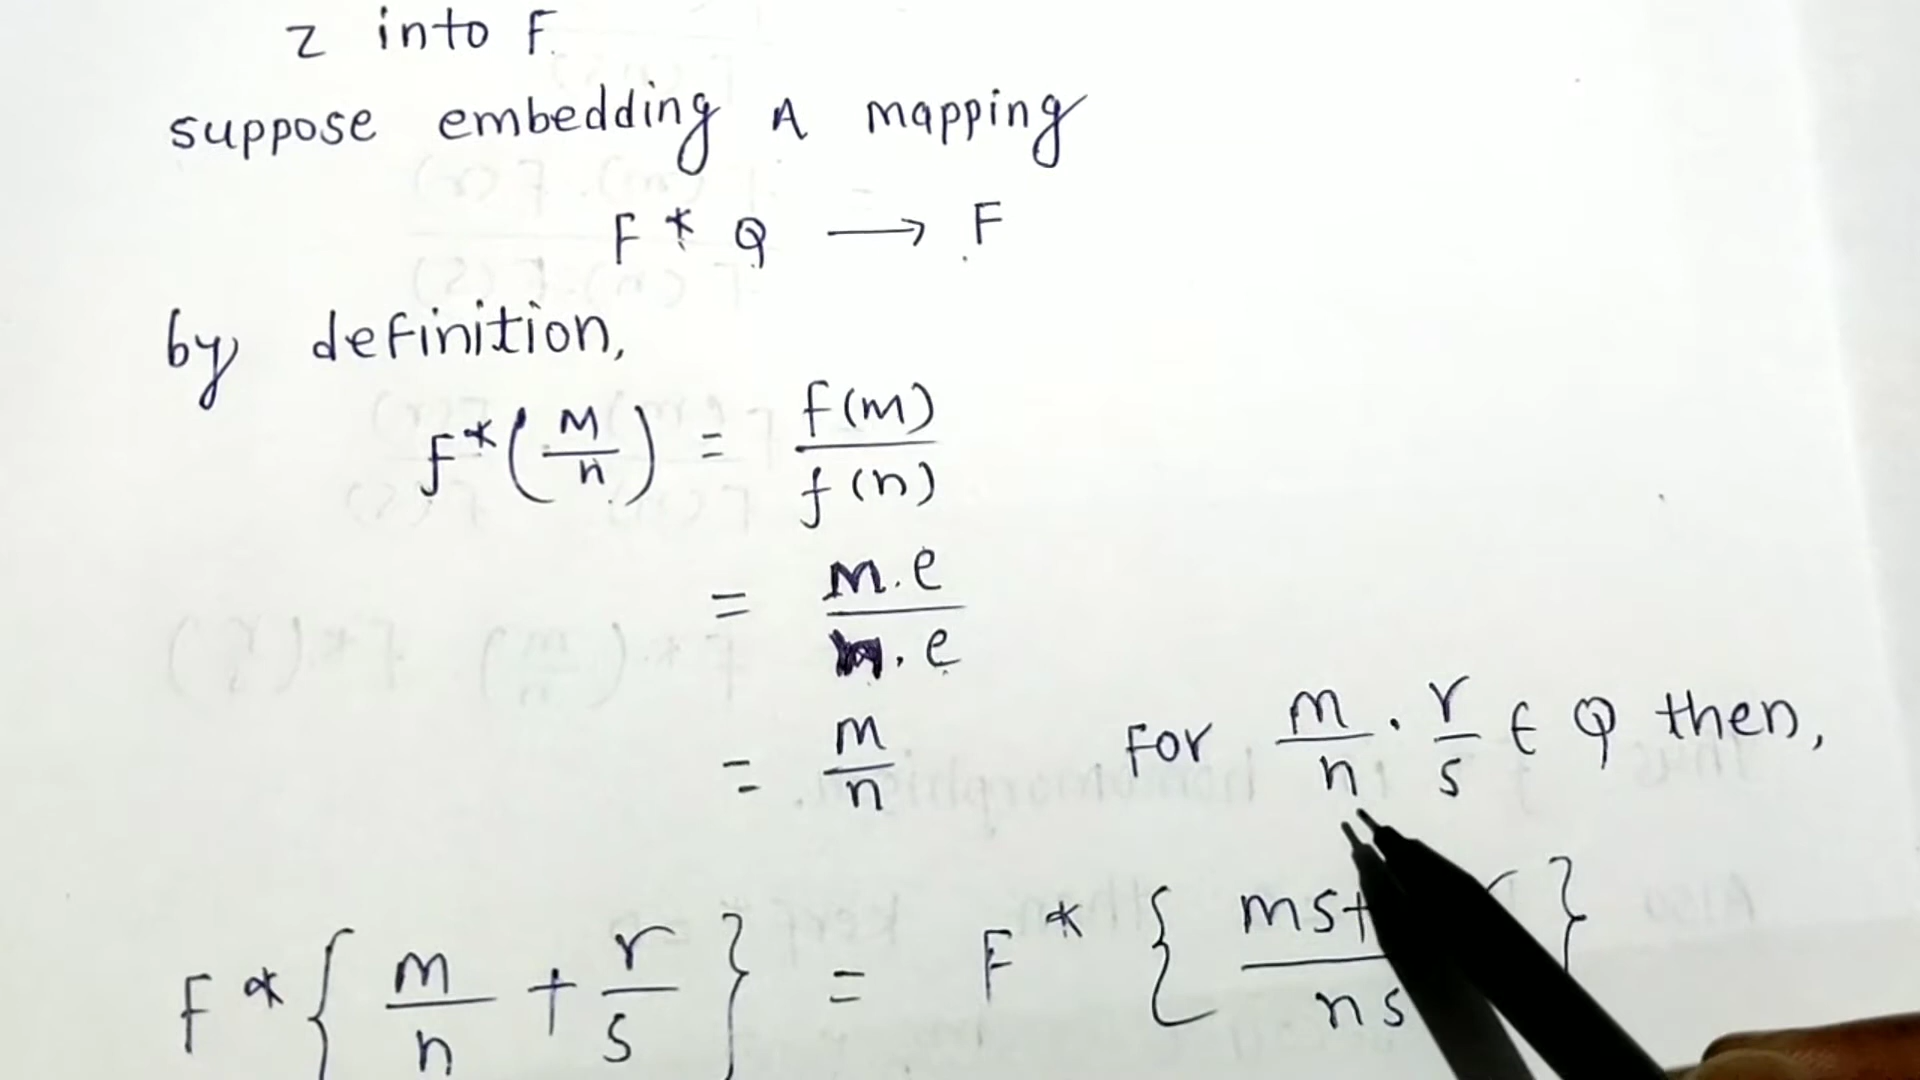 z into F
suppose embedding A mapping
F * Q → F
by definition,
F*(m/n) = f(m)/f(n)
= m.e/n.e
= m/n For m/n . r/s ∈ Q then,
F*{ m/n + r/s } = F*{ ms+ / ns }